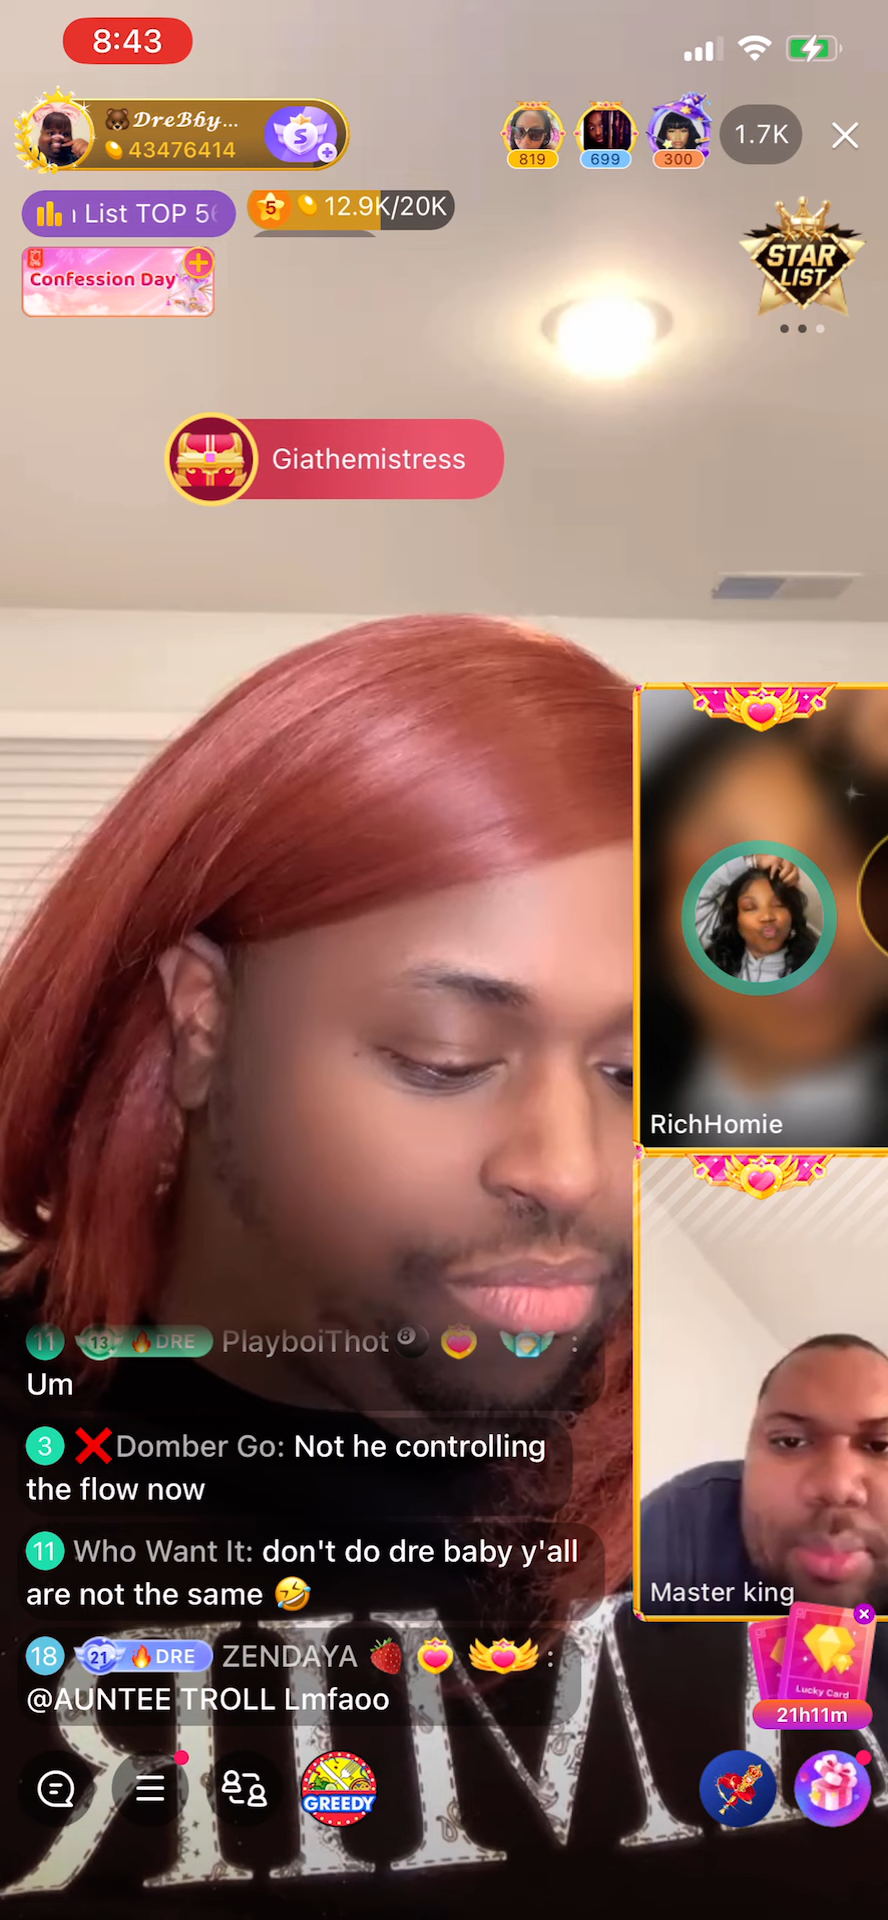 8:43
🐻𝓓𝓻𝓮𝓑𝓫𝔂...
43476414
S
819
699
300
1.7K
List TOP 5
5
12.9K/20K
Confession Day
STAR
LIST
Giathemistress
RichHomie
11 13 🔥DRE PlayboiThot🎱 :
Um
3 ❌Domber Go: Not he controlling
the flow now
11 Who Want It: don't do dre baby y'all
are not the same 🤣
Master king
18 21 🔥DRE ZENDAYA 🍓 :
@AUNTEE TROLL Lmfaoo
Lucky Card
21h11m
GREEDY